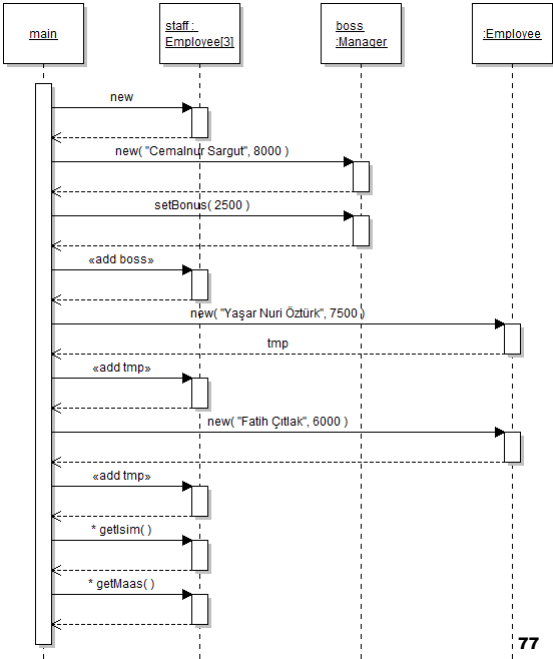 main
staff :
Employee[3]
boss
:Manager
:Employee
new
new( "Cemalnur Sargut", 8000 )
setBonus( 2500 )
«add boss»
new( "Yaşar Nuri Öztürk", 7500 )
tmp
«add tmp»
new( "Fatih Çıtlak", 6000 )
«add tmp»
* getIsim( )
* getMaas( )
77